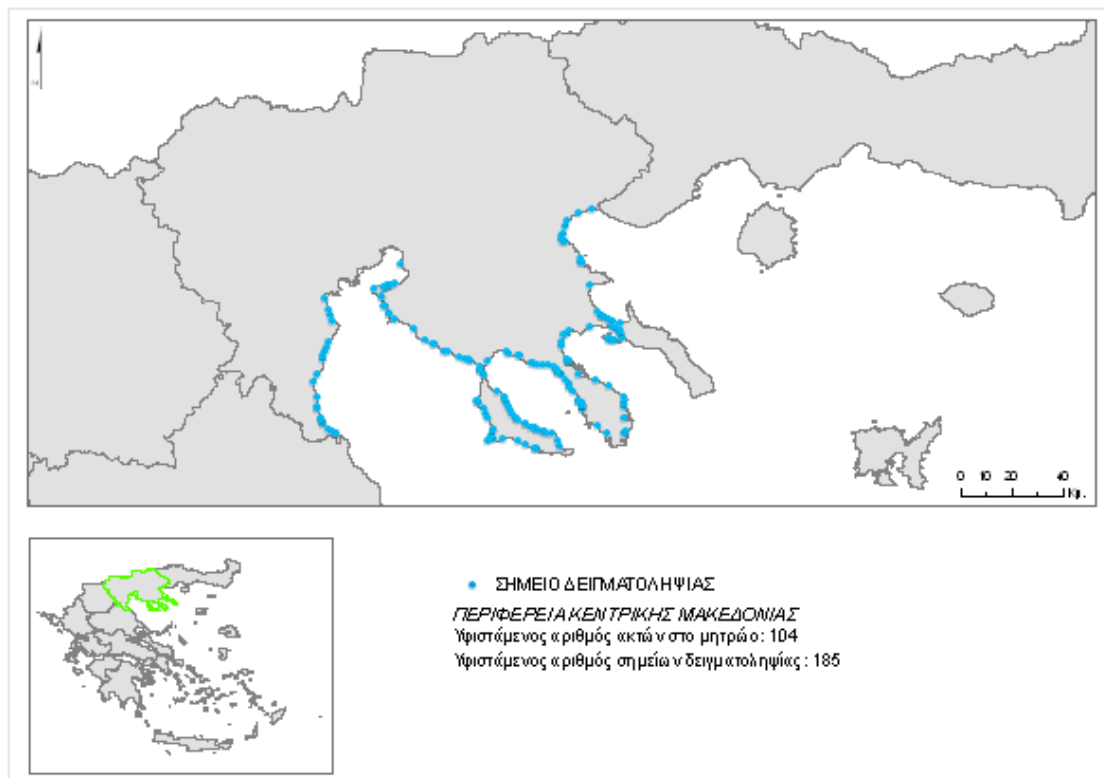 0 10 20 40
Κμ.
ΣΗΜΕΙΟ ΔΕΙΓΜΑΤΟΛΗΨΙΑΣ
ΠΕΡΙΦΕΡΕΙΑ ΚΕΝΤΡΙΚΗΣ ΜΑΚΕΔΟΝΙΑΣ
Υφιστάμενος αριθμός ακτών στο μητρώο: 104
Υφιστάμενος αριθμός σημείων δειγματοληψίας: 185